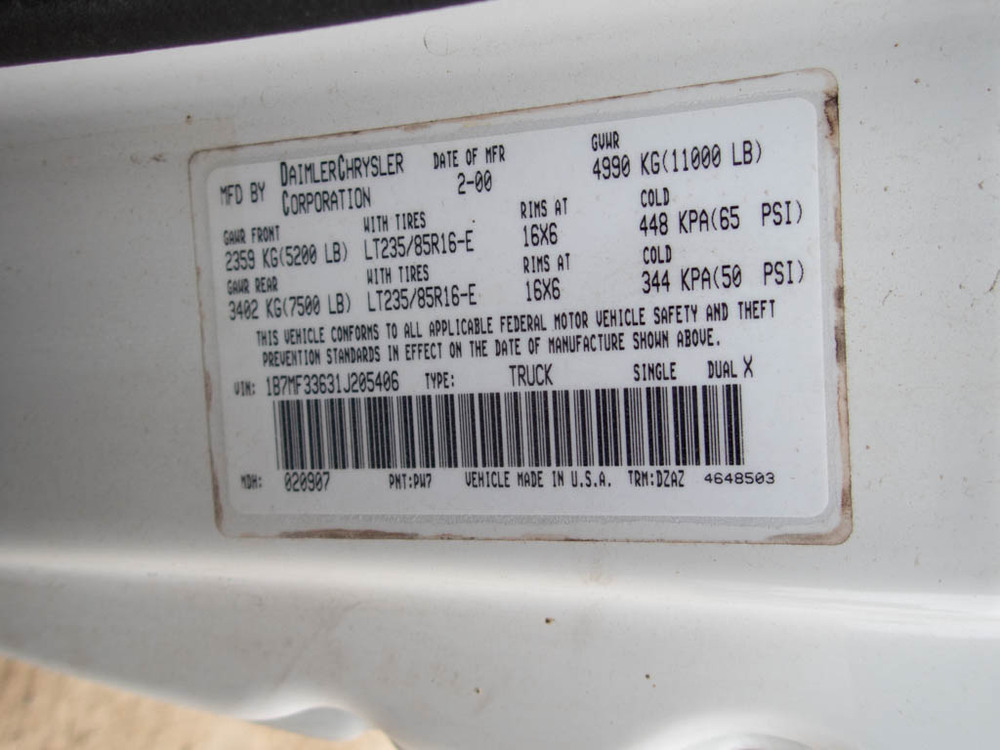 MFD BY DAIMLERCHRYSLER CORPORATION DATE OF MFR 2-00 GVWR 4990 KG(11000 LB)
GAWR FRONT WITH TIRES RIMS AT COLD
2359 KG(5200 LB) LT235/85R16-E 16X6 448 KPA(65 PSI)
GAWR REAR WITH TIRES RIMS AT COLD
3402 KG(7500 LB) LT235/85R16-E 16X6 344 KPA(50 PSI)
THIS VEHICLE CONFORMS TO ALL APPLICABLE FEDERAL MOTOR VEHICLE SAFETY AND THEFT
PREVENTION STANDARDS IN EFFECT ON THE DATE OF MANUFACTURE SHOWN ABOVE.
VIN: 1B7MF33631J205406 TYPE: TRUCK SINGLE DUAL X
MDH: 020907 PNT:PW7 VEHICLE MADE IN U.S.A. TRM:DZAZ 4648503